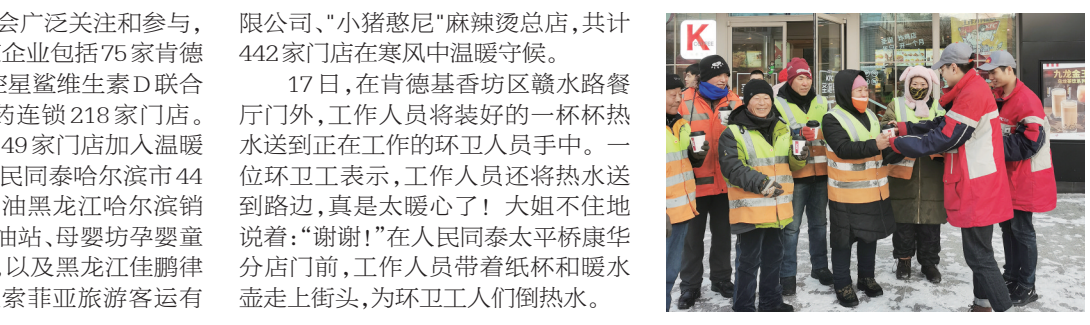 会广泛关注和参与,
企业包括75家肯德
星鲨维生素D联合
药连锁218家门店。
49家门店加入温暖
民同泰哈尔滨市44
油黑龙江哈尔滨销
油站、母婴坊孕婴童
以及黑龙江佳鹏律
索菲亚旅游客运有
限公司、"小猪憨尼"麻辣烫总店,共计
442家门店在寒风中温暖守候。
17日,在肯德基香坊区赣水路餐
厅门外,工作人员将装好的一杯杯热
水送到正在工作的环卫人员手中。一
位环卫工表示,工作人员还将热水送
到路边,真是太暖心了! 大姐不住地
说着:“谢谢!”在人民同泰太平桥康华
分店门前,工作人员带着纸杯和暖水
壶走上街头,为环卫工人们倒热水。
K
九龙金玉
K